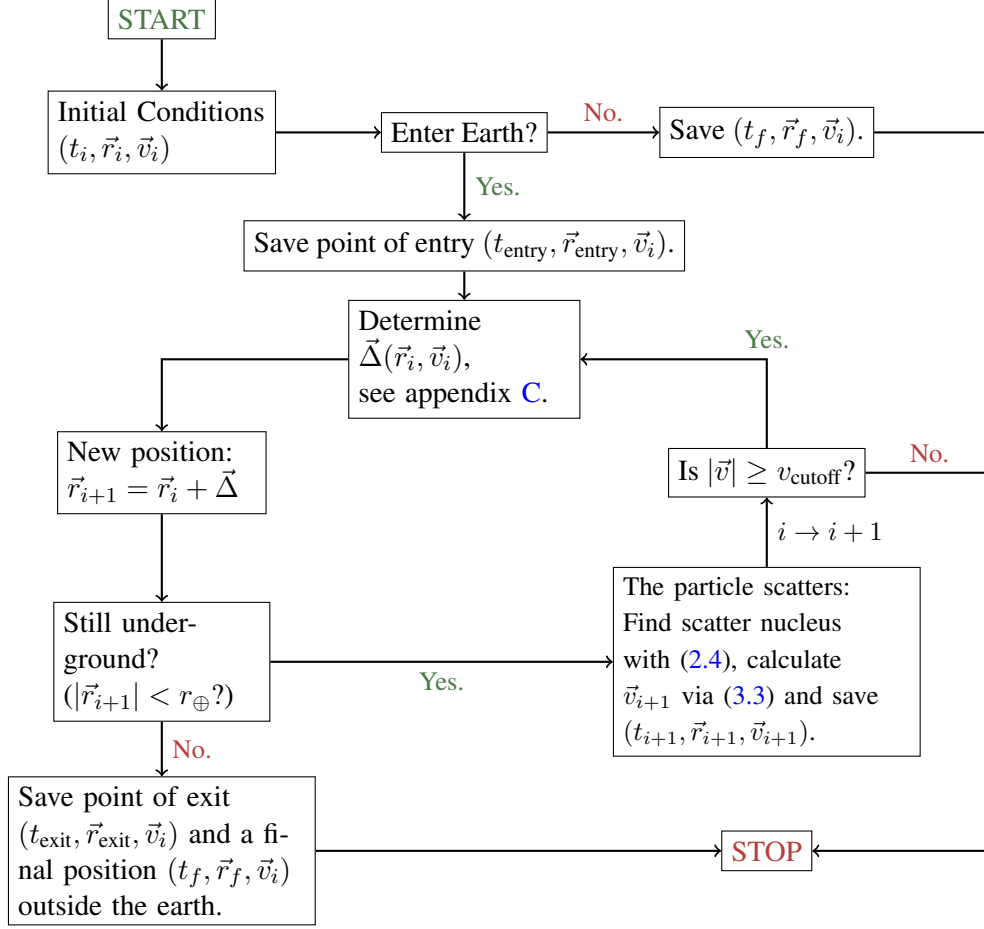 START
Initial Conditions
(t_i, \vec{r}_i, \vec{v}_i)
Enter Earth?
No.
Save (t_f, \vec{r}_f, \vec{v}_i).
Yes.
Save point of entry (t_entry, \vec{r}_entry, \vec{v}_i).
Determine
\vec{Δ}(\vec{r}_i, \vec{v}_i),
see appendix C.
Yes.
New position:
\vec{r}_{i+1} = \vec{r}_i + \vec{Δ}
Is |\vec{v}| ≥ v_cutoff?
No.
i → i + 1
Still under-
ground?
(|\vec{r}_{i+1}| < r_⊕?)
Yes.
The particle scatters:
Find scatter nucleus
with (2.4), calculate
\vec{v}_{i+1} via (3.3) and save
(t_{i+1}, \vec{r}_{i+1}, \vec{v}_{i+1}).
No.
Save point of exit
(t_exit, \vec{r}_exit, \vec{v}_i) and a fi-
nal position (t_f, \vec{r}_f, \vec{v}_i)
outside the earth.
STOP